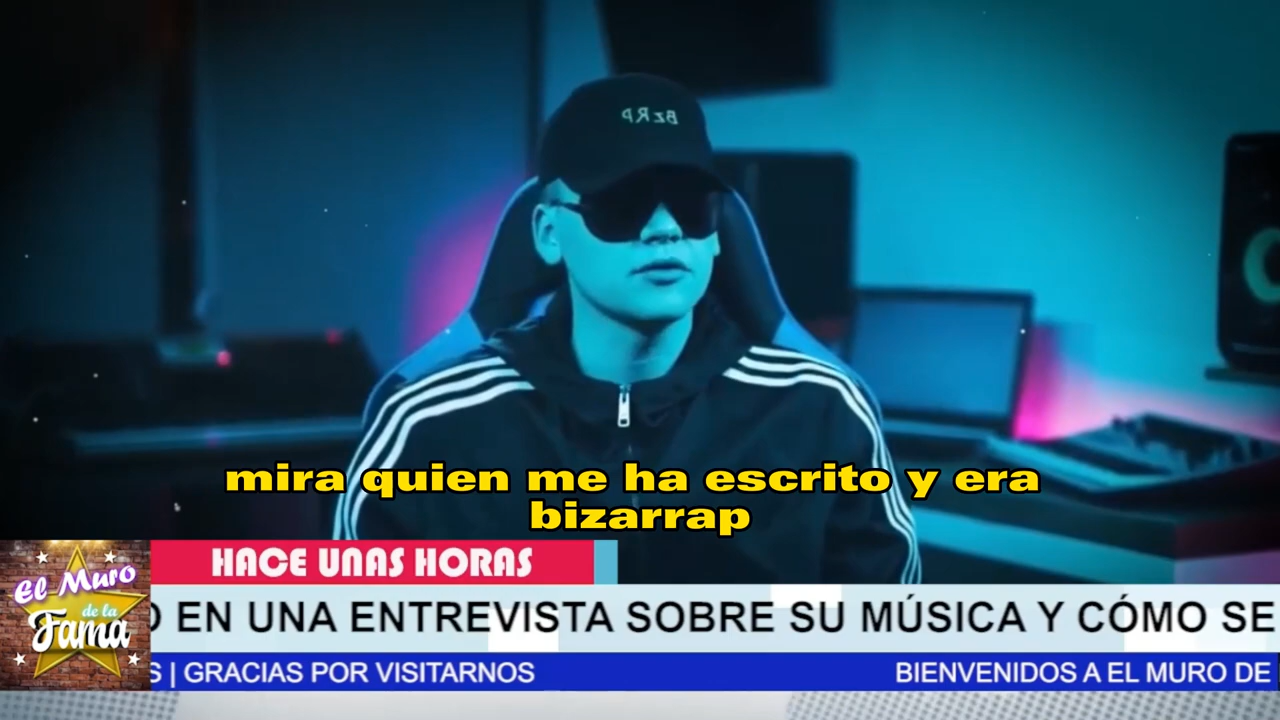 BzRP
mira quien me ha escrito y era
bizarrap
HACE UNAS HORAS
El Muro
de la
Fama
O EN UNA ENTREVISTA SOBRE SU MÚSICA Y CÓMO SE
S | GRACIAS POR VISITARNOS
BIENVENIDOS A EL MURO DE